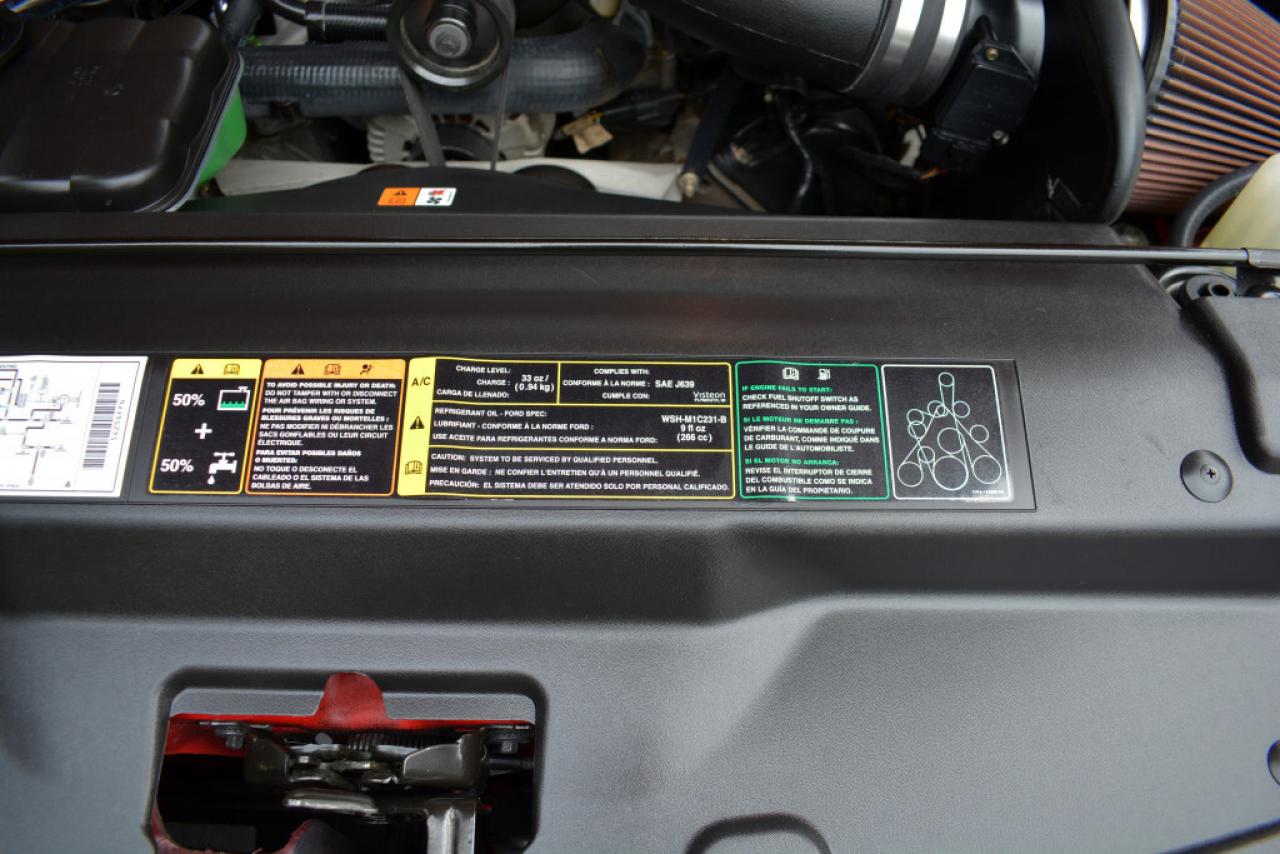 50%
+
50%
TO AVOID POSSIBLE INJURY OR DEATH:
DO NOT TAMPER WITH OR DISCONNECT
THE AIR BAG WIRING OR SYSTEM.
POUR PRÉVENIR LES RISQUES DE
BLESSURES GRAVES OU MORTELLES :
NE PAS MODIFIER NI DÉBRANCHER LES
SACS GONFLABLES OU LEUR CIRCUIT
ÉLECTRIQUE.
PARA EVITAR POSIBLES DAÑOS
O MUERTES:
NO TOQUE O DESCONECTE EL
CABLEADO O EL SISTEMA DE LAS
BOLSAS DE AIRE.
A/C
CHARGE LEVEL:
CHARGE :
CARGA DE LLENADO:
33 oz /
(0.94 kg)
COMPLIES WITH:
CONFORME À LA NORME : SAE J639
CUMPLE CON:
Visteon
REFRIGERANT OIL - FORD SPEC:
LUBRIFIANT - CONFORME À LA NORME FORD :
USE ACEITE PARA REFRIGERANTES CONFORME A NORMA FORD:
WSH-M1C231-B
9 fl oz
(266 cc)
CAUTION: SYSTEM TO BE SERVICED BY QUALIFIED PERSONNEL.
MISE EN GARDE : NE CONFIER L'ENTRETIEN QU'À UN PERSONNEL QUALIFIÉ.
PRECAUCIÓN: EL SISTEMA DEBE SER ATENDIDO SOLO POR PERSONAL CALIFICADO.
IF ENGINE FAILS TO START:
CHECK FUEL SHUTOFF SWITCH AS
REFERENCED IN YOUR OWNER GUIDE.
SI LE MOTEUR NE DÉMARRE PAS :
VÉRIFIER LA COMMANDE DE COUPURE
DE CARBURANT, COMME INDIQUÉ DANS
LE GUIDE DE L'AUTOMOBILISTE.
SI EL MOTOR NO ARRANCA:
REVISE EL INTERRUPTOR DE CIERRE
DEL COMBUSTIBLE COMO SE INDICA
EN LA GUÍA DEL PROPIETARIO.